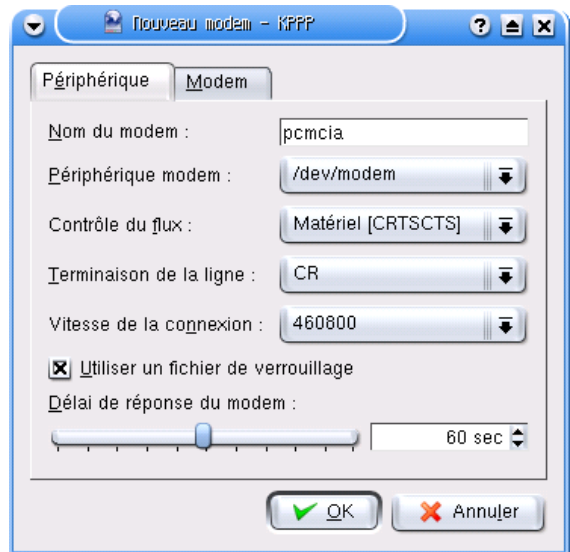 Nouveau modem - KPPP
Périphérique Modem
Nom du modem : pcmcia
Périphérique modem : /dev/modem
Contrôle du flux : Matériel [CRTSCTS]
Terminaison de la ligne : CR
Vitesse de la connexion : 460800
Utiliser un fichier de verrouillage
Délai de réponse du modem :
60 sec
OK Annuler